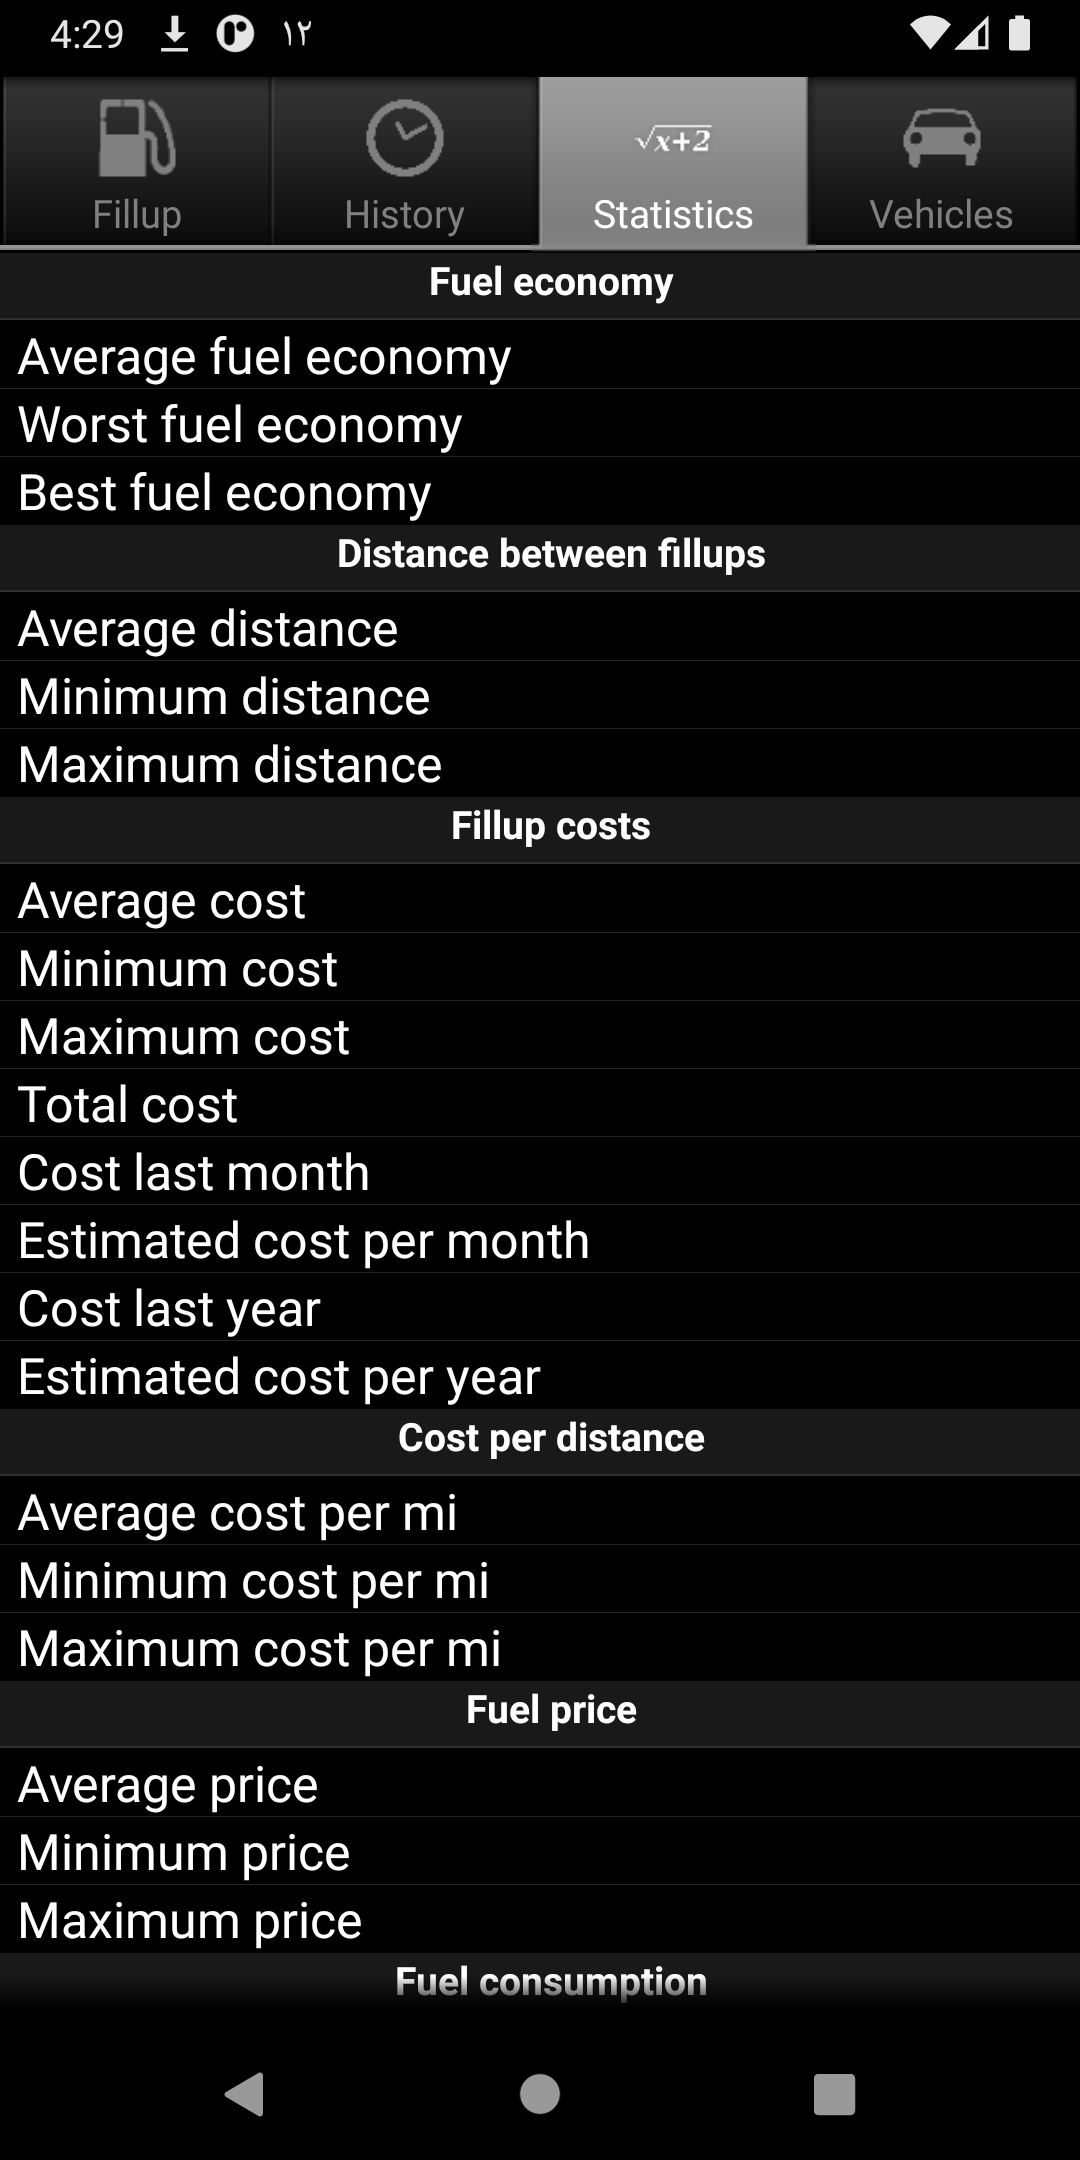 4:29 ١٢
√x+2
Fillup History Statistics Vehicles
Fuel economy
Average fuel economy
Worst fuel economy
Best fuel economy
Distance between fillups
Average distance
Minimum distance
Maximum distance
Fillup costs
Average cost
Minimum cost
Maximum cost
Total cost
Cost last month
Estimated cost per month
Cost last year
Estimated cost per year
Cost per distance
Average cost per mi
Minimum cost per mi
Maximum cost per mi
Fuel price
Average price
Minimum price
Maximum price
Fuel consumption